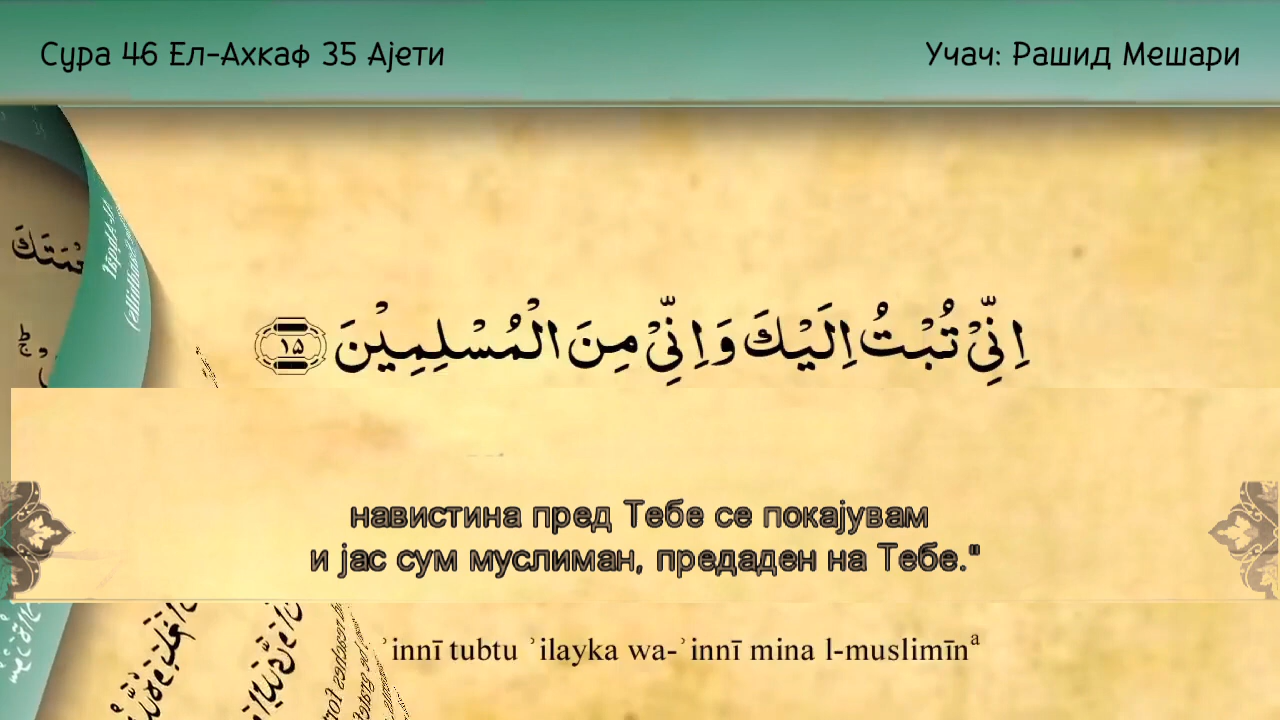 Сура 46 Ел-Ахкаф 35 Ајети
Учач: Рашид Мешари
اِنِّيْ تُبْتُ اِلَيْكَ وَاِنِّيْ مِنَ الْمُسْلِمِيْنَ ۝١٥
навистина пред Тебе се покајувам
и јас сум муслиман, предаден на Тебе."
ʾinnī tubtu ʾilayka wa-ʾinnī mina l-muslimīnᵃ